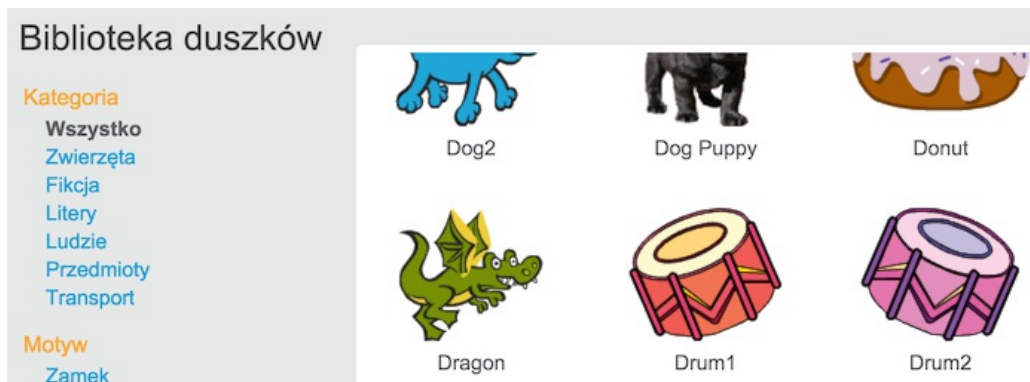 Biblioteka duszków
Kategoria
Wszystko
Zwierzęta
Fikcja
Litery
Ludzie
Przedmioty
Transport
Motyw
Zamek
Dog2 Dog Puppy Donut
Dragon Drum1 Drum2